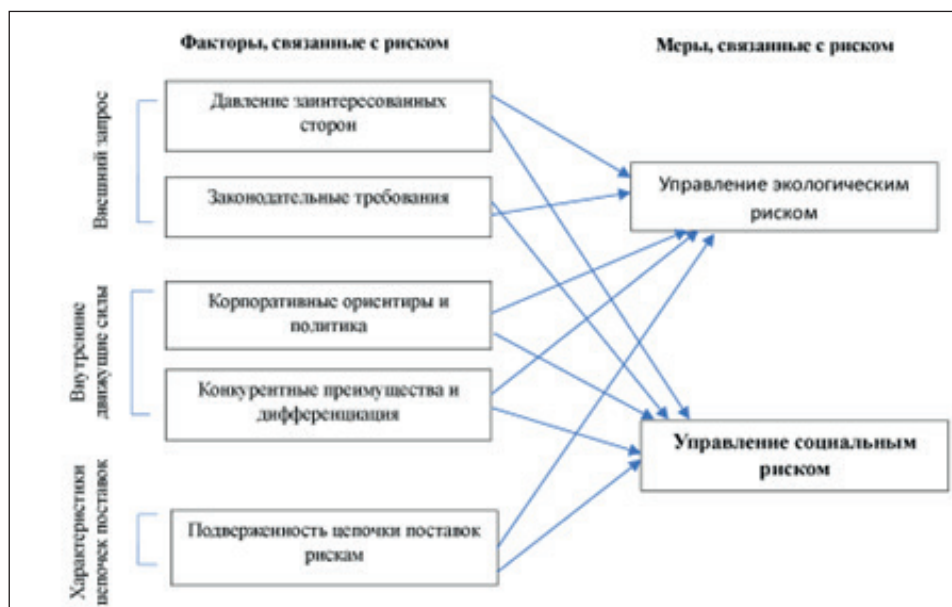 Факторы, связанные с риском
Меры, связанные с риском
Внешний запрос
Давление заинтересованных
сторон
Законодательные требования
Управление экологическим
риском
Внутренние
движущие силы
Корпоративные ориентиры и
политика
Конкурентные преимущества и
дифференциация
Управление социальным
риском
Характеристики
цепочек поставок
Подверженность цепочки поставок
рискам